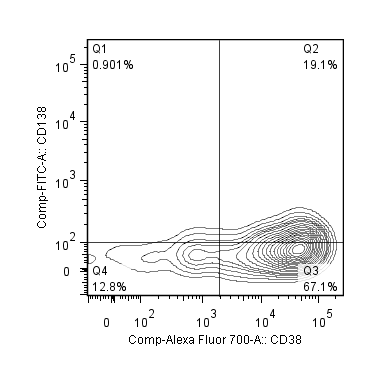 Q1
0.901%
Q2
19.1%
10^5
10^4
10^3
10^2
0
Comp-FITC-A:: CD138
Q4
12.8%
Q3
67.1%
0
10^2
10^3
10^4
10^5
Comp-Alexa Fluor 700-A:: CD38